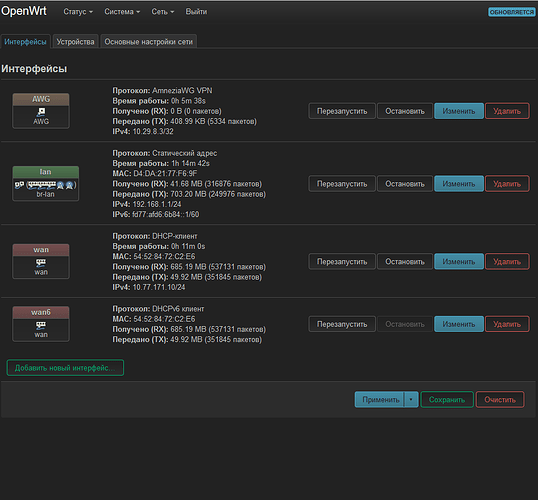 OpenWrt Статус Система Сеть Выйти ОБНОВЛЯЕТСЯ
Интерфейсы Устройства Основные настройки сети
Интерфейсы
AWG
AWG
Протокол: AmneziaWG VPN
Время работы: 0h 5m 38s
Получено (RX): 0 B (0 пакетов)
Передано (TX): 408.99 KB (5334 пакетов)
IPv4: 10.29.8.3/32
Перезапустить Остановить Изменить Удалить
lan
br-lan
Протокол: Статический адрес
Время работы: 1h 14m 42s
MAC: D4:DA:21:77:F6:9F
Получено (RX): 41.68 MB (316876 пакетов)
Передано (TX): 703.20 MB (249976 пакетов)
IPv4: 192.168.1.1/24
IPv6: fd77:afd6:6b84::1/60
Перезапустить Остановить Изменить Удалить
wan
wan
Протокол: DHCP-клиент
Время работы: 0h 11m 0s
MAC: 54:52:84:72:C2:E6
Получено (RX): 685.19 MB (537131 пакетов)
Передано (TX): 49.92 MB (351845 пакетов)
IPv4: 10.77.171.10/24
Перезапустить Остановить Изменить Удалить
wan6
wan
Протокол: DHCPv6 клиент
MAC: 54:52:84:72:C2:E6
Получено (RX): 685.19 MB (537131 пакетов)
Передано (TX): 49.92 MB (351845 пакетов)
Перезапустить Остановить Изменить Удалить
Добавить новый интерфейс...
Применить Сохранить Очистить